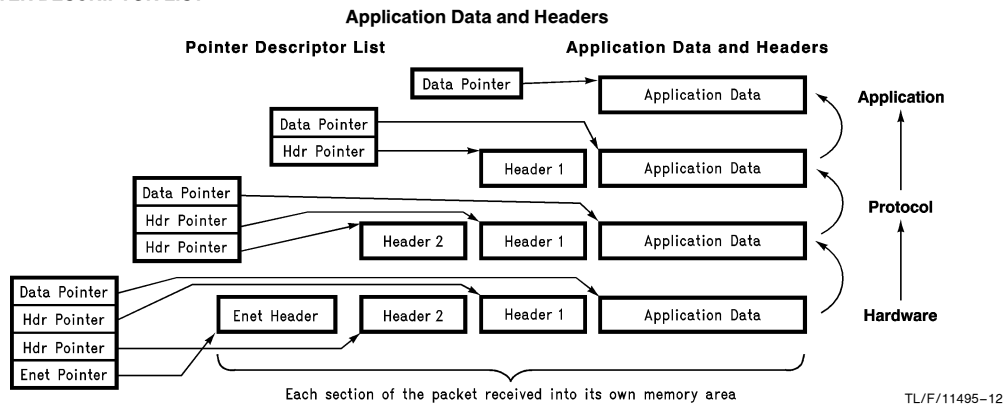 Application Data and Headers
Pointer Descriptor List
Application Data and Headers
Data Pointer
Application Data
Application
Data Pointer
Hdr Pointer
Header 1
Application Data
Data Pointer
Hdr Pointer
Hdr Pointer
Header 2
Header 1
Application Data
Protocol
Data Pointer
Hdr Pointer
Hdr Pointer
Enet Pointer
Enet Header
Header 2
Header 1
Application Data
Hardware
Each section of the packet received into its own memory area
TL/F/11495–12